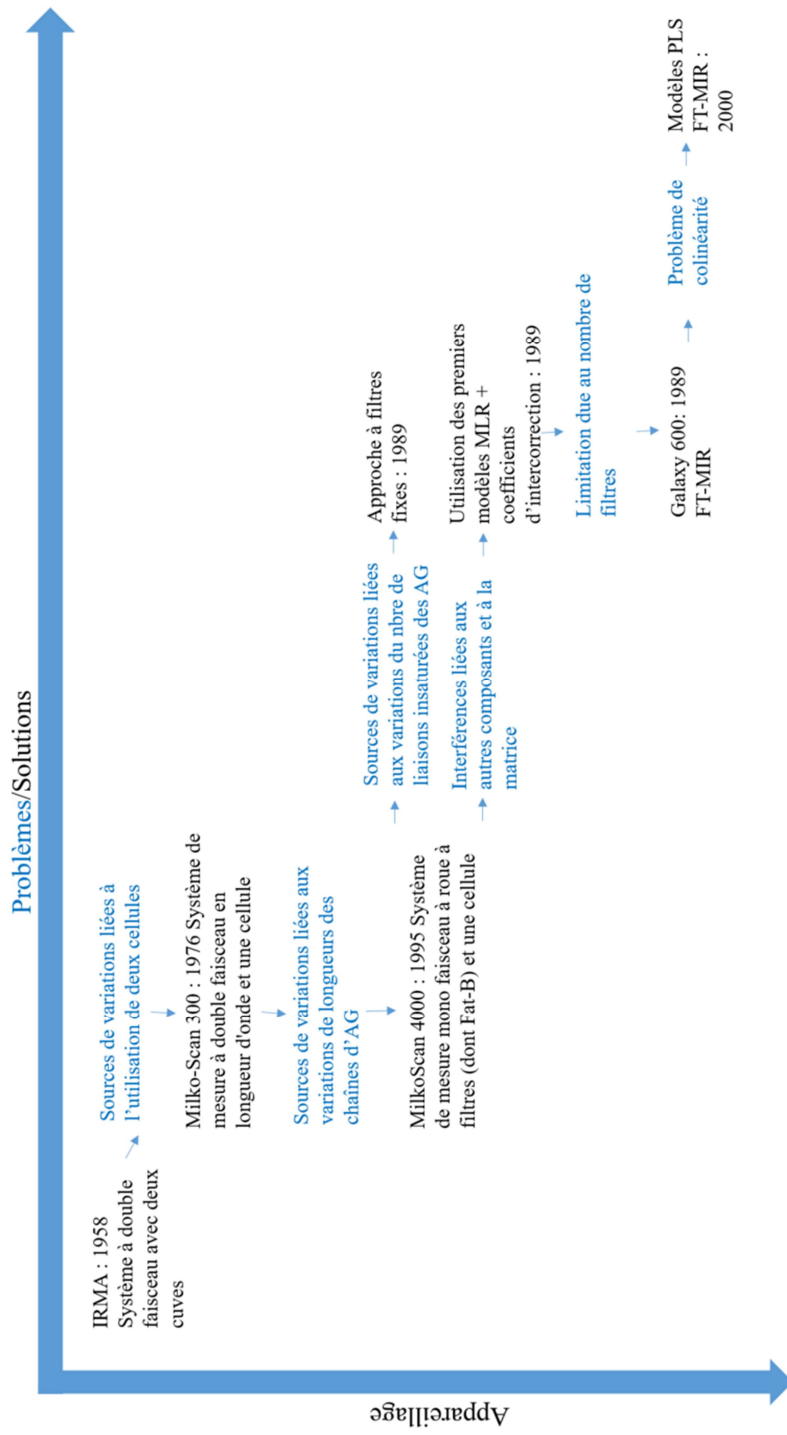 Problèmes/Solutions
Appareillage
IRMA : 1958
Système à double
faisceau avec deux
cuves
Sources de variations liées à
l’utilisation de deux cellules
Milko-Scan 300 : 1976 Système de
mesure à double faisceau en
longueur d'onde et une cellule
Sources de variations liées aux
variations de longueurs des
chaînes d’AG
MilkoScan 4000 : 1995 Système
de mesure mono faisceau à roue à
filtres (dont Fat-B) et une cellule
Sources de variations liées
aux variations du nbre de
liaisons insaturées des AG
Approche à filtres
fixes : 1989
Interférences liées aux
autres composants et à la
matrice
Utilisation des premiers
modèles MLR +
coefficients
d’intercorrection : 1989
Limitation due au nombre de
filtres
Galaxy 600: 1989
FT-MIR
Problème de
colinéarité
Modèles PLS
FT-MIR :
2000